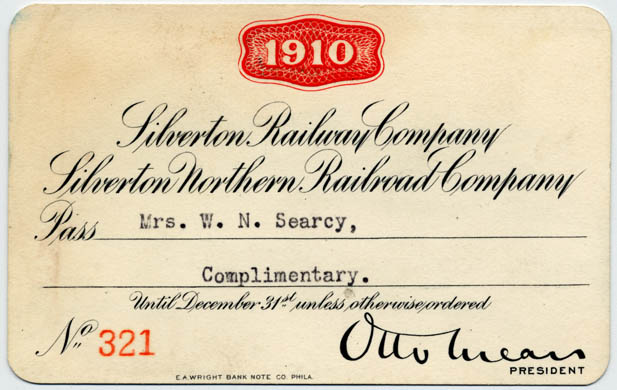 1910
Silverton Railway Company
Silverton Northern Railroad Company
Pass Mrs. W. N. Searcy,
Complimentary.
Until December 31st unless otherwise ordered
No 321
Otto Mears
PRESIDENT
E.A.WRIGHT BANK NOTE CO. PHILA.